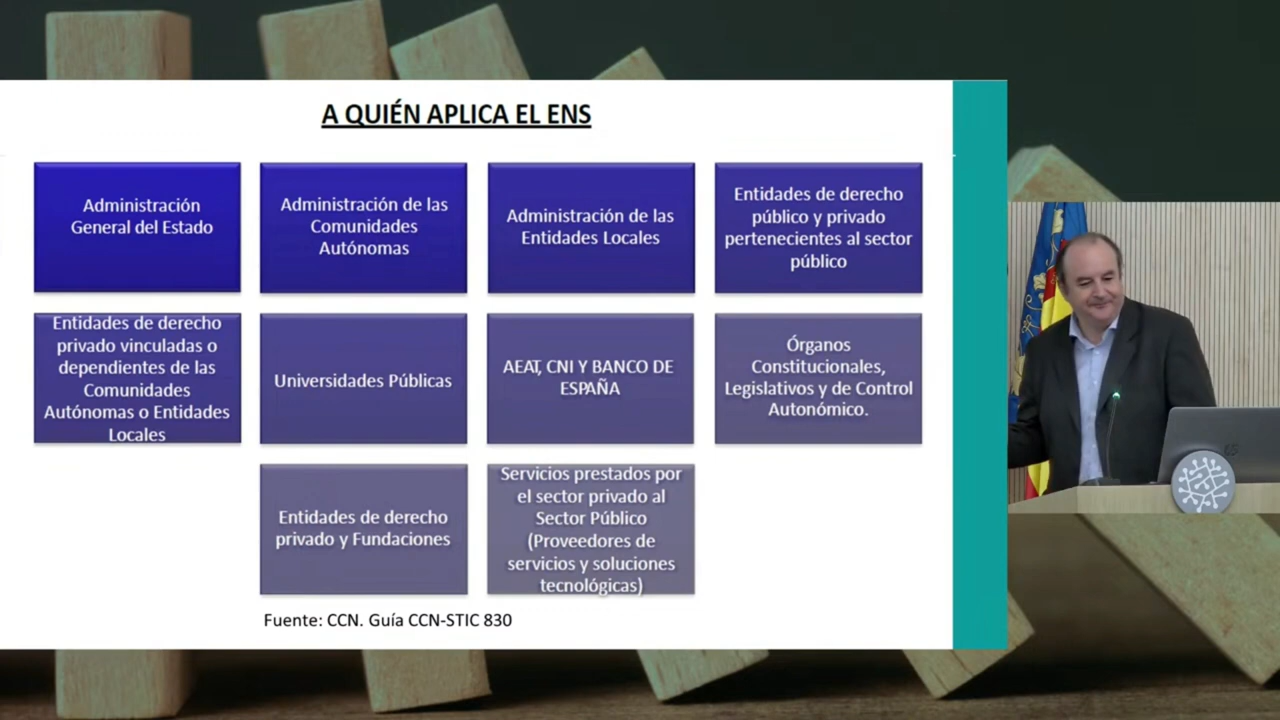 A QUIÉN APLICA EL ENS
Administración
General del Estado
Administración de las
Comunidades
Autónomas
Administración de las
Entidades Locales
Entidades de derecho
público y privado
pertenecientes al sector
público
Entidades de derecho
privado vinculadas o
dependientes de las
Comunidades
Autónomas o Entidades
Locales
Universidades Públicas
AEAT, CNI Y BANCO DE
ESPAÑA
Órganos
Constitucionales,
Legislativos y de Control
Autonómico.
Entidades de derecho
privado y Fundaciones
Servicios prestados por
el sector privado al
Sector Público
(Proveedores de
servicios y soluciones
tecnológicas)
Fuente: CCN. Guía CCN-STIC 830